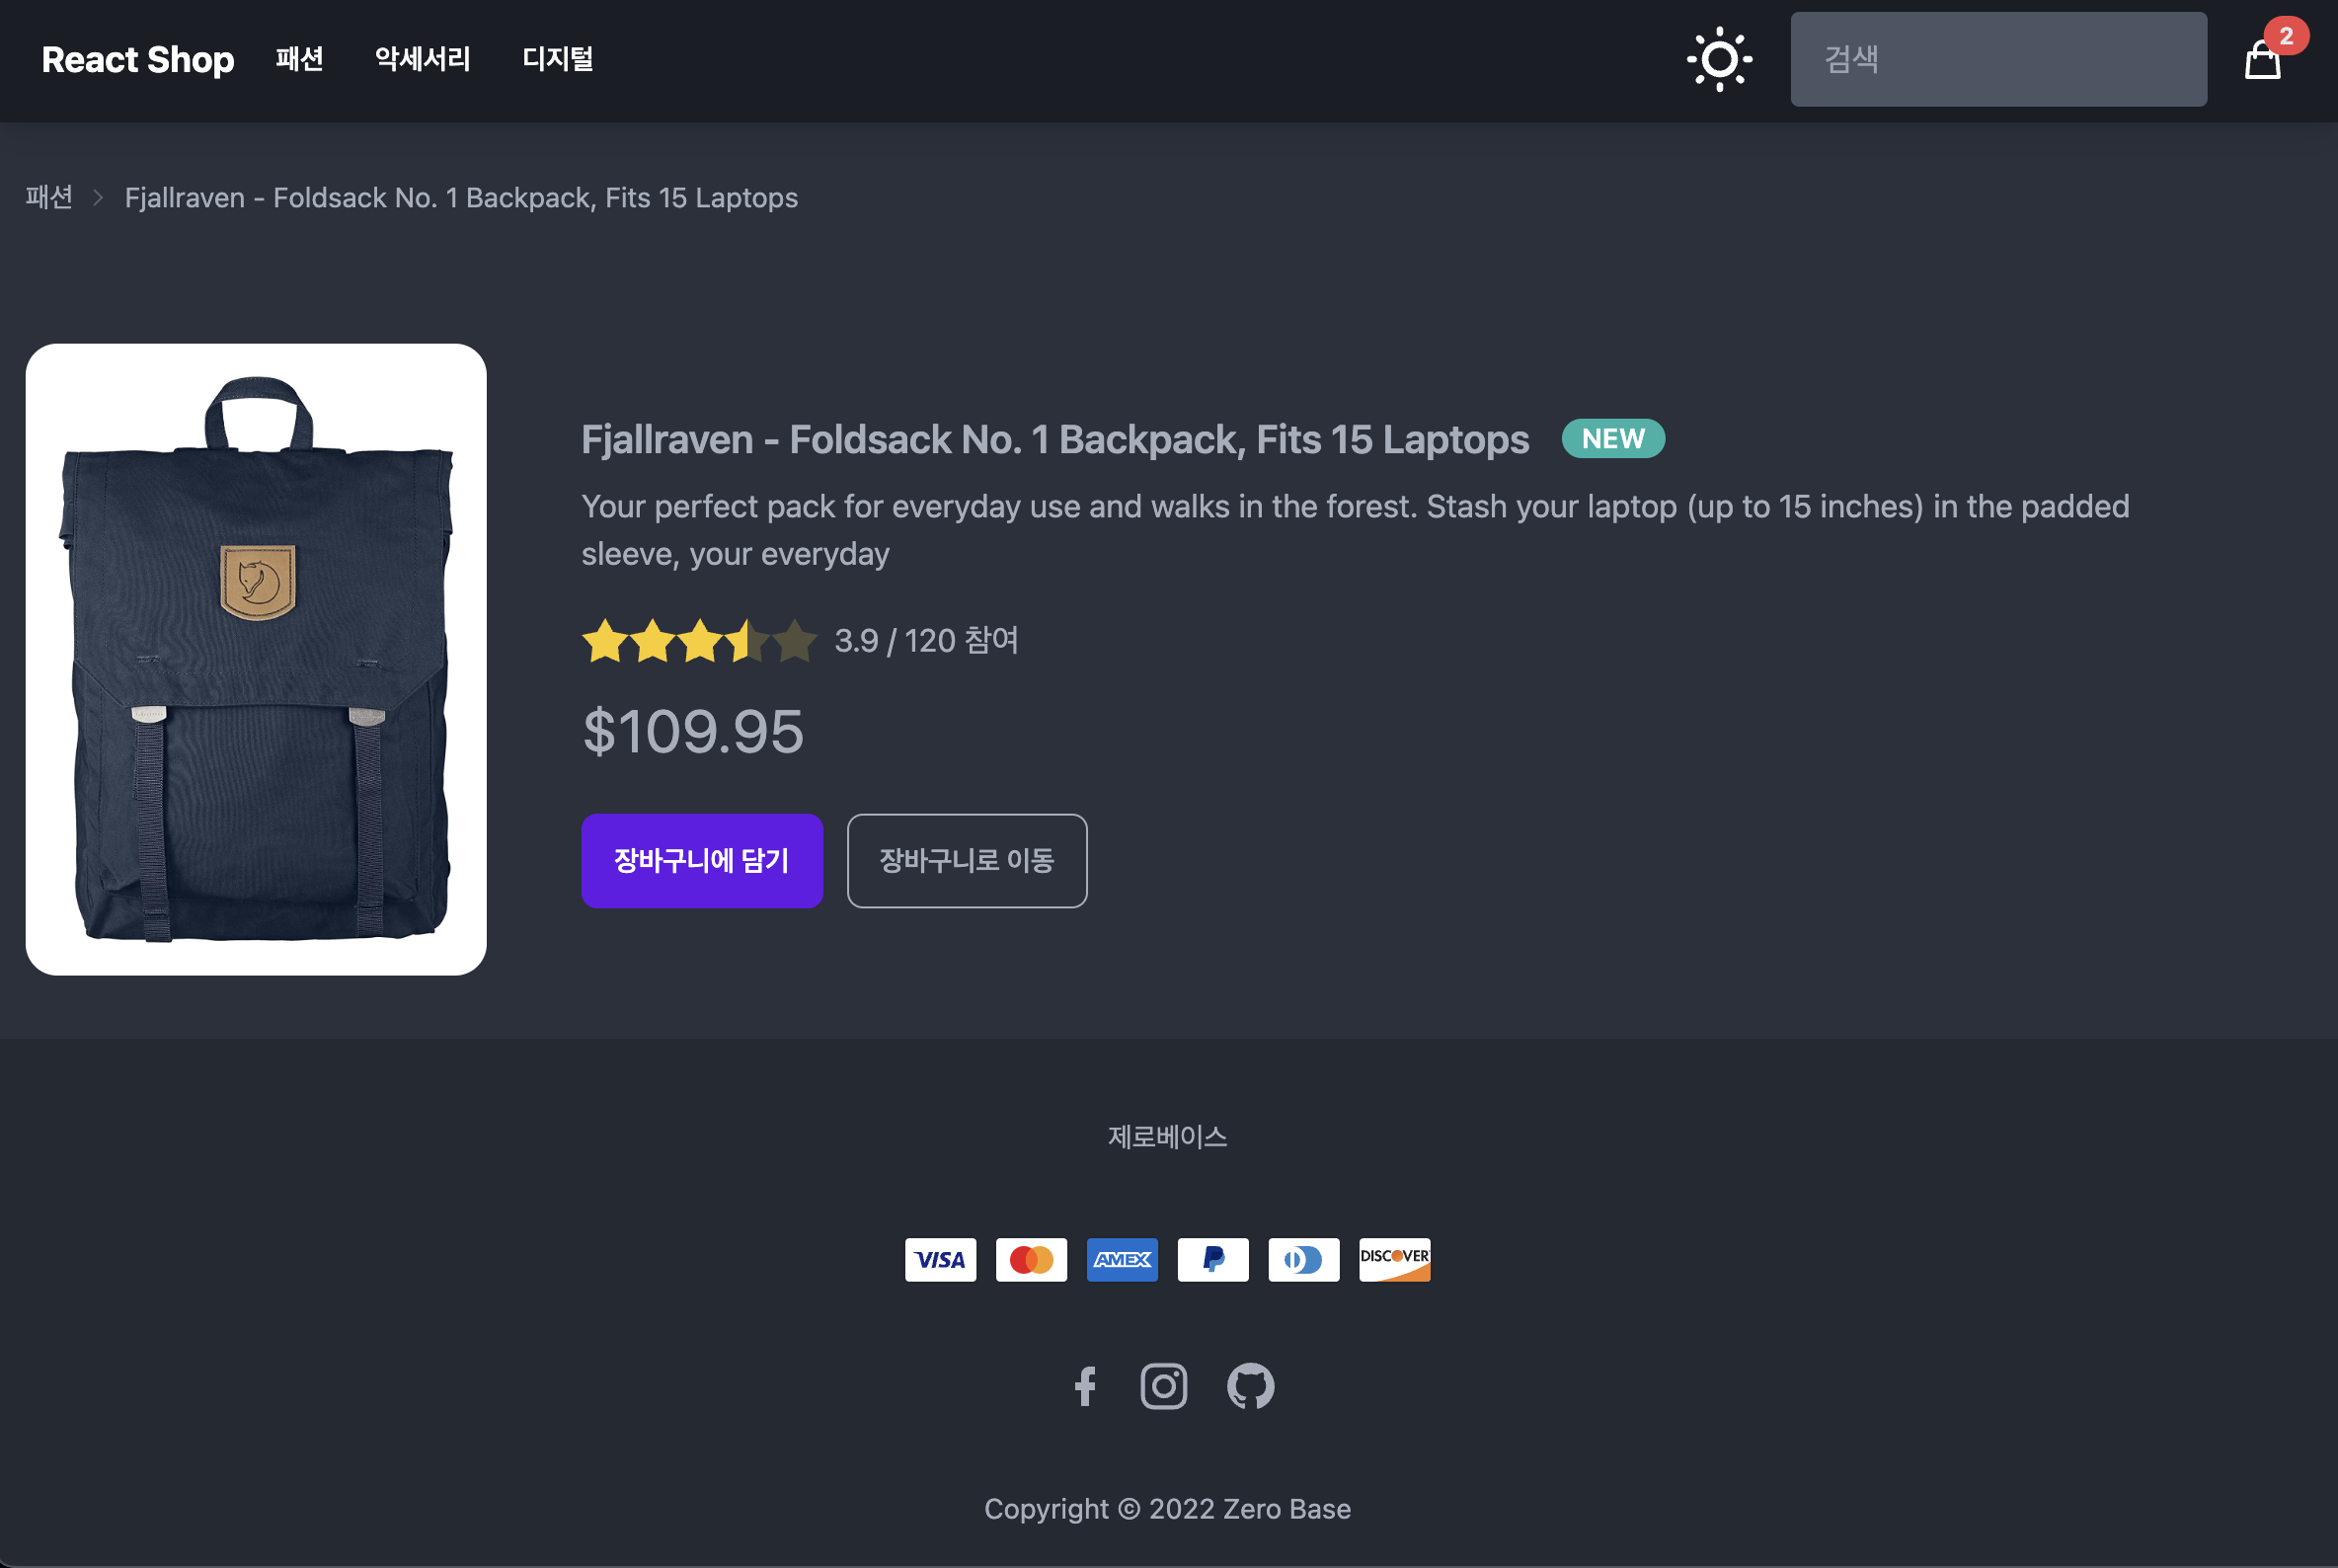 React Shop 패션 악세서리 디지털 검색 2
패션 > Fjallraven - Foldsack No. 1 Backpack, Fits 15 Laptops
Fjallraven - Foldsack No. 1 Backpack, Fits 15 Laptops NEW
Your perfect pack for everyday use and walks in the forest. Stash your laptop (up to 15 inches) in the padded
sleeve, your everyday
3.9 / 120 참여
$109.95
장바구니에 담기 장바구니로 이동
제로베이스
VISA AMEX DISCOVER
Copyright © 2022 Zero Base